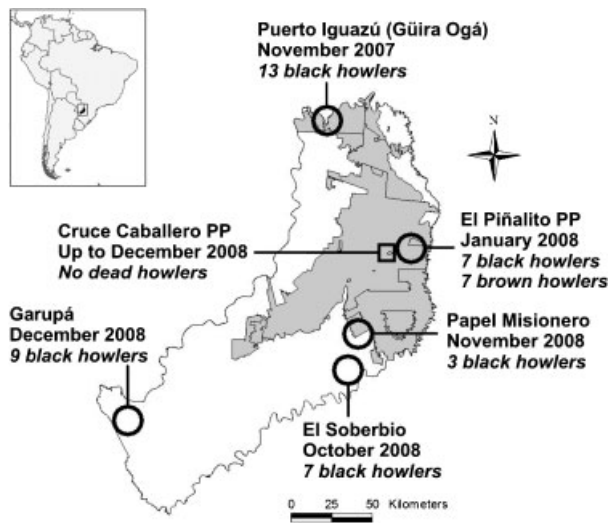 Puerto Iguazú (Güira Ogá)
November 2007
13 black howlers
N
Cruce Caballero PP
Up to December 2008
No dead howlers
El Piñalito PP
January 2008
7 black howlers
7 brown howlers
Garupá
December 2008
9 black howlers
Papel Misionero
November 2008
3 black howlers
El Soberbio
October 2008
7 black howlers
0 25 50 Kilometers